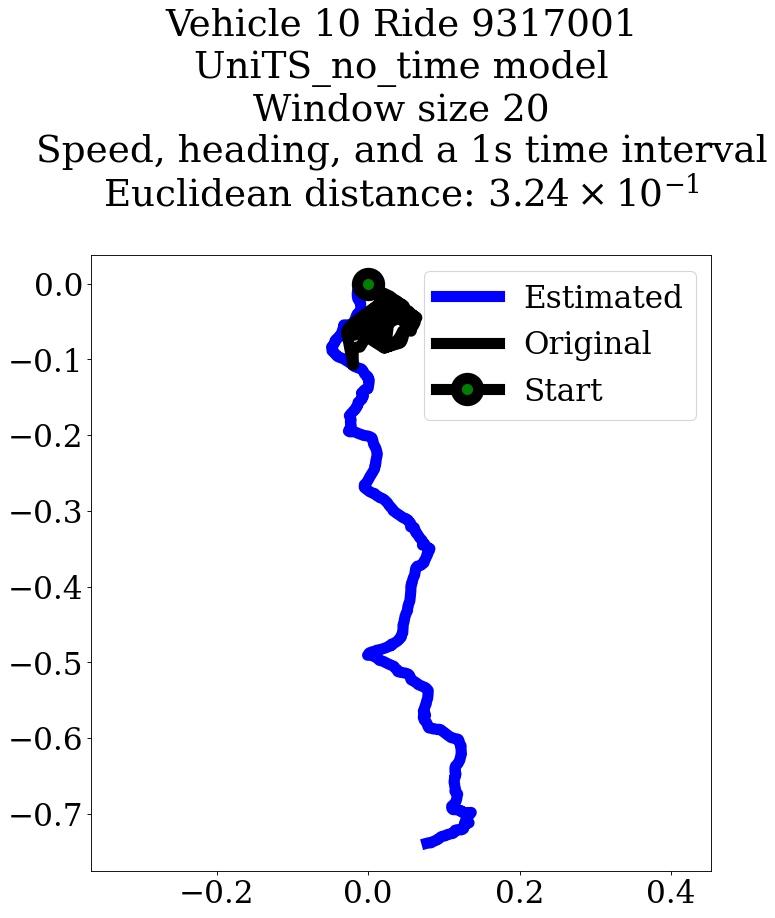 Vehicle 10 Ride 9317001
UniTS_no_time model
Window size 20
Speed, heading, and a 1s time interval
Euclidean distance: 3.24 × 10⁻¹
Estimated
Original
Start
0.0
−0.1
−0.2
−0.3
−0.4
−0.5
−0.6
−0.7
−0.2 0.0 0.2 0.4